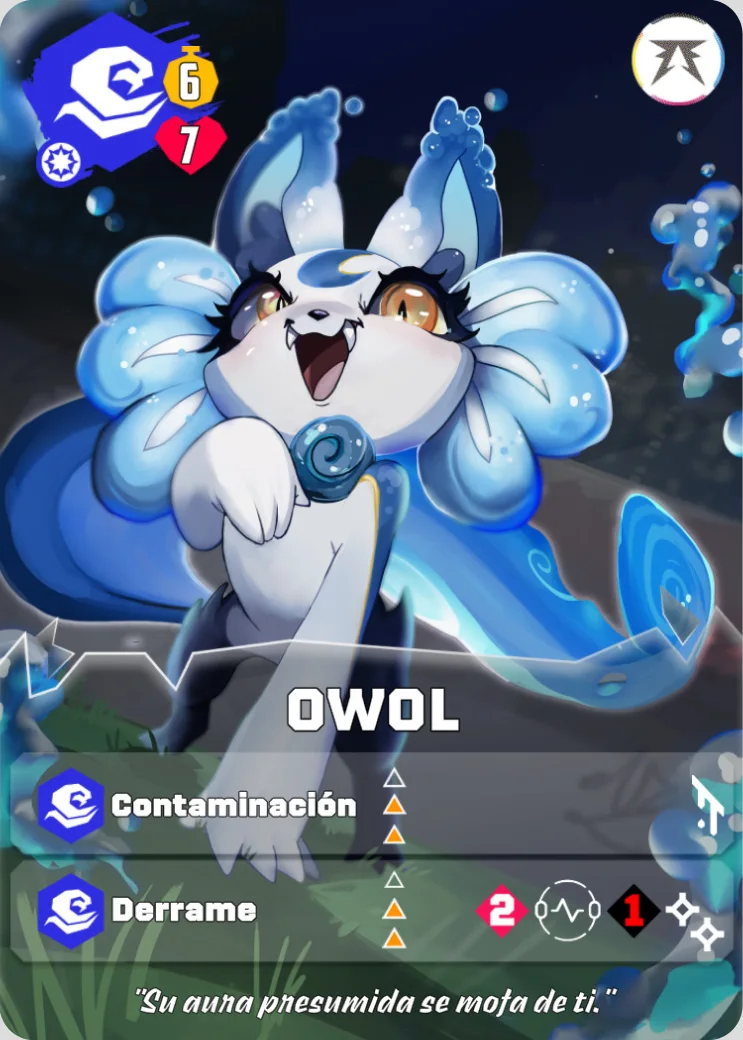 6
7
OWOL
Contaminación
Derrame 2 1
"Su aura presumida se mofa de ti."